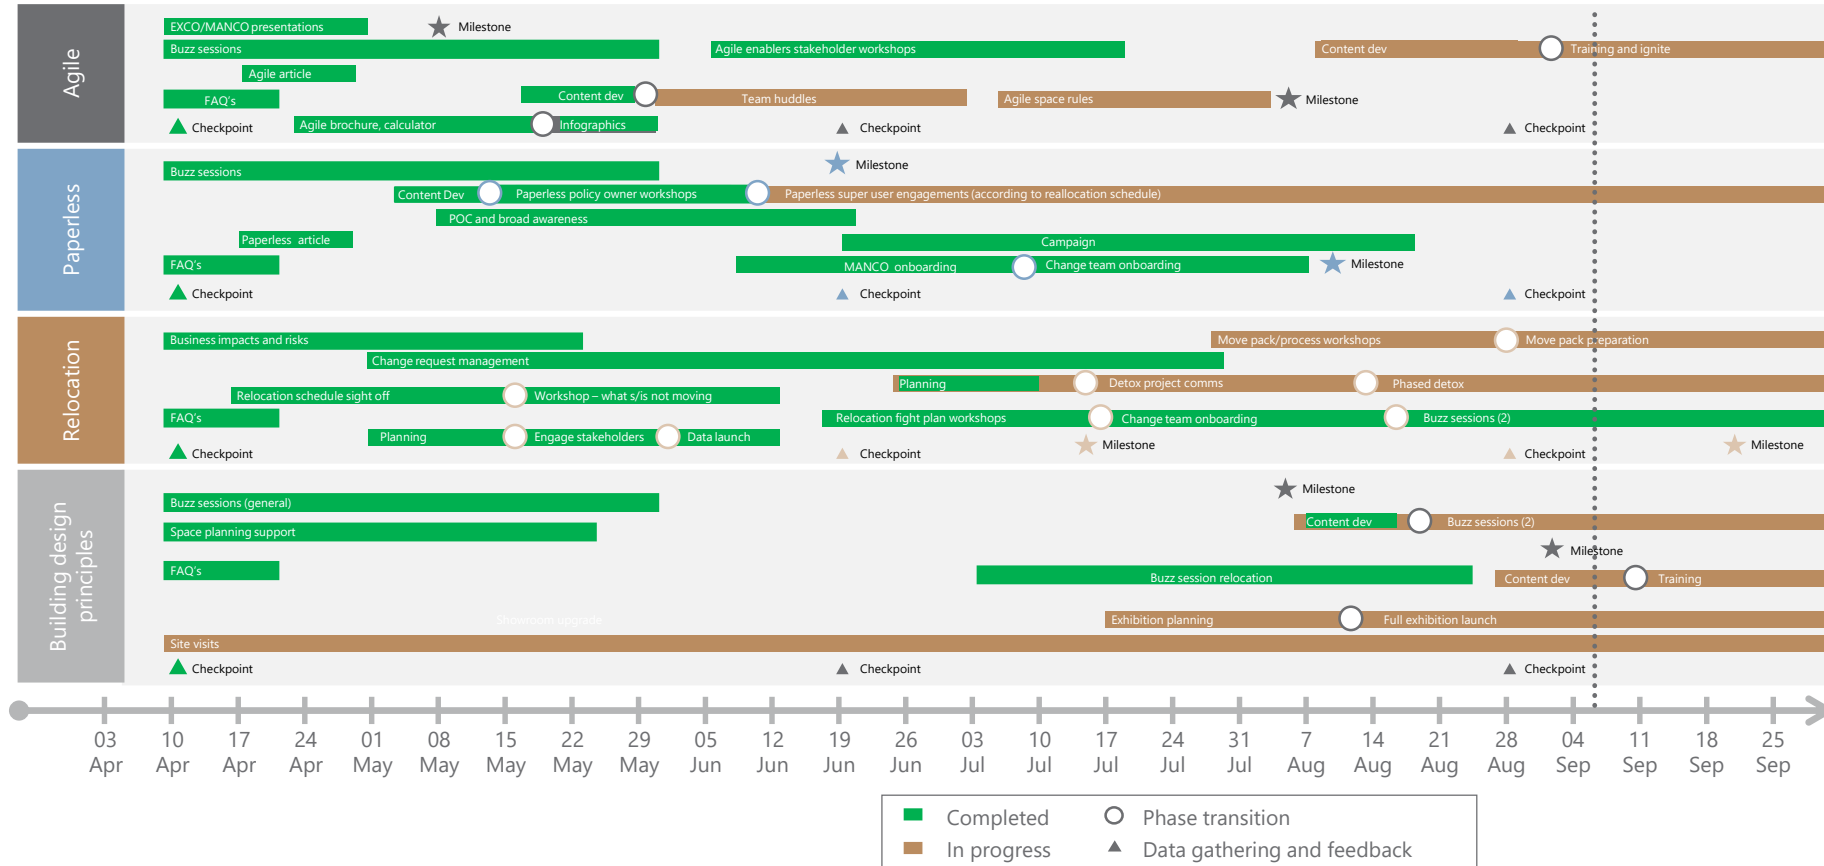 Agile
EXCO/MANCO presentations
Milestone
Buzz sessions
Agile enablers stakeholder workshops
Content dev
Training and ignite
Agile article
FAQ's
Content dev
Team huddles
Agile space rules
Milestone
Checkpoint
Agile brochure, calculator
Infographics
Checkpoint
Checkpoint
Paperless
Buzz sessions
Milestone
Content Dev
Paperless policy owner workshops
Paperless super user engagements (according to reallocation schedule)
POC and broad awareness
Paperless article
Campaign
FAQ's
MANCO onboarding
Change team onboarding
Milestone
Checkpoint
Checkpoint
Checkpoint
Relocation
Business impacts and risks
Move pack/process workshops
Move pack preparation
Change request management
Planning
Detox project comms
Phased detox
Relocation schedule sight off
Workshop – what s/is not moving
FAQ's
Relocation fight plan workshops
Change team onboarding
Buzz sessions (2)
Planning
Engage stakeholders
Data launch
Milestone
Milestone
Checkpoint
Checkpoint
Checkpoint
Building design
principles
Milestone
Buzz sessions (general)
Content dev
Buzz sessions (2)
Space planning support
Milestone
FAQ's
Buzz session relocation
Content dev
Training
Showroom upgrade
Exhibition planning
Full exhibition launch
Site visits
Checkpoint
Checkpoint
Checkpoint
03 10 17 24 01 08 15 22 29 05 12 19 26 03 10 17 24 31 7 14 21 28 04 11 18 25
Apr Apr Apr Apr May May May May May Jun Jun Jun Jun Jul Jul Jul Jul Jul Aug Aug Aug Aug Sep Sep Sep Sep
Completed
Phase transition
In progress
Data gathering and feedback